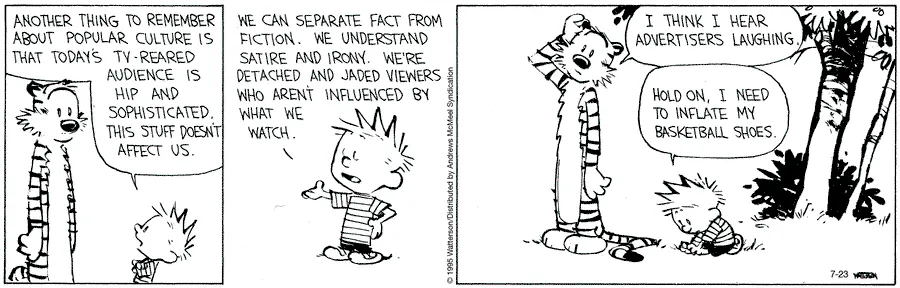 ANOTHER THING TO REMEMBER
ABOUT POPULAR CULTURE IS
THAT TODAY'S TV-REARED
AUDIENCE IS
HIP AND
SOPHISTICATED.
THIS STUFF DOESN'T
AFFECT US.
WE CAN SEPARATE FACT FROM
FICTION. WE UNDERSTAND
SATIRE AND IRONY. WE'RE
DETACHED AND JADED VIEWERS
WHO AREN'T INFLUENCED BY
WHAT WE
WATCH.
© 1995 Watterson/Distributed by Andrews McMeel Syndication
I THINK I HEAR
ADVERTISERS LAUGHING.
HOLD ON, I NEED
TO INFLATE MY
BASKETBALL SHOES.
7-23 WATTERSON